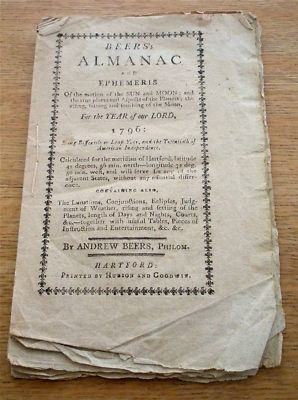 BEERS's
ALMANAC
AND
EPHEMERIS
Of the motion of the SUN and MOON; and
the true places and Aspects of the Planets; the
rising, setting and southing of the Moon,
For the YEAR of our LORD,
1796:
Being Bissextile or Leap Year, and the Twentieth of
American Independence.
Calculated for the meridian of Hartford, latitude
41 degrees, 56 min. north—longitude
min. west, and will serve for any of the
adjacent States, without any essential differ-
ence.
CONTAINING ALSO,
The Lunations, Conjunctions, Eclipses, Judg-
ment of Weather, rising and setting of the
Planets, length of Days and Nights, Courts,
&c.—together with useful Tables, Pieces of
Instruction and Entertainment, &c. &c.
By ANDREW BEERS, Philom.
HARTFORD:
Printed by Hudson and Goodwin.